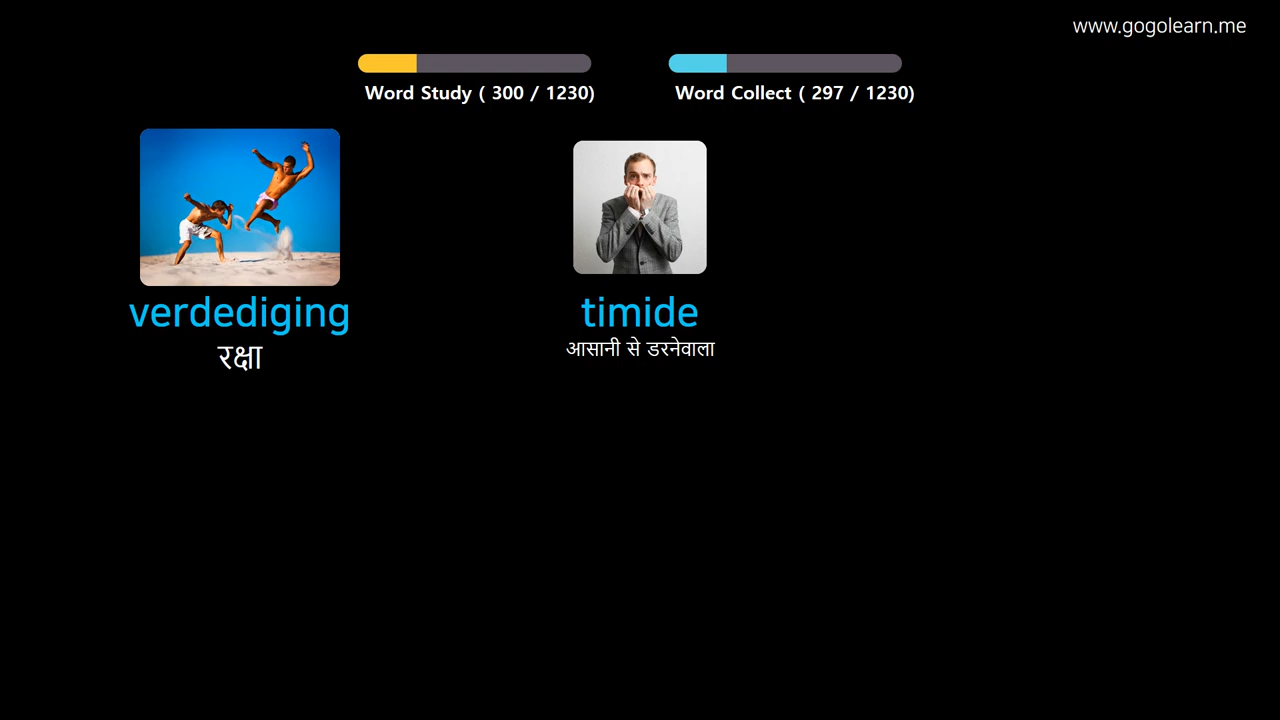 www.gogolearn.me
Word Study ( 300 / 1230)
Word Collect ( 297 / 1230)
verdediging
रक्षा
timide
आसानी से डरनेवाला